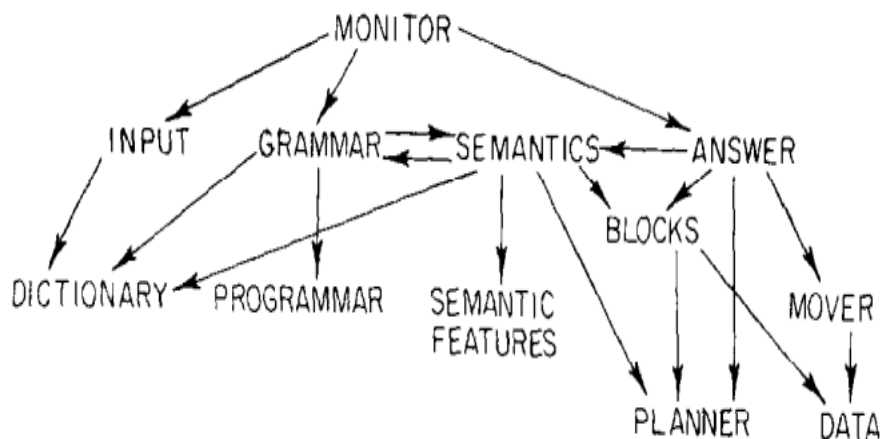 MONITOR
INPUT
GRAMMAR
SEMANTICS
ANSWER
BLOCKS
DICTIONARY
PROGRAMMAR
SEMANTIC
FEATURES
MOVER
PLANNER
DATA